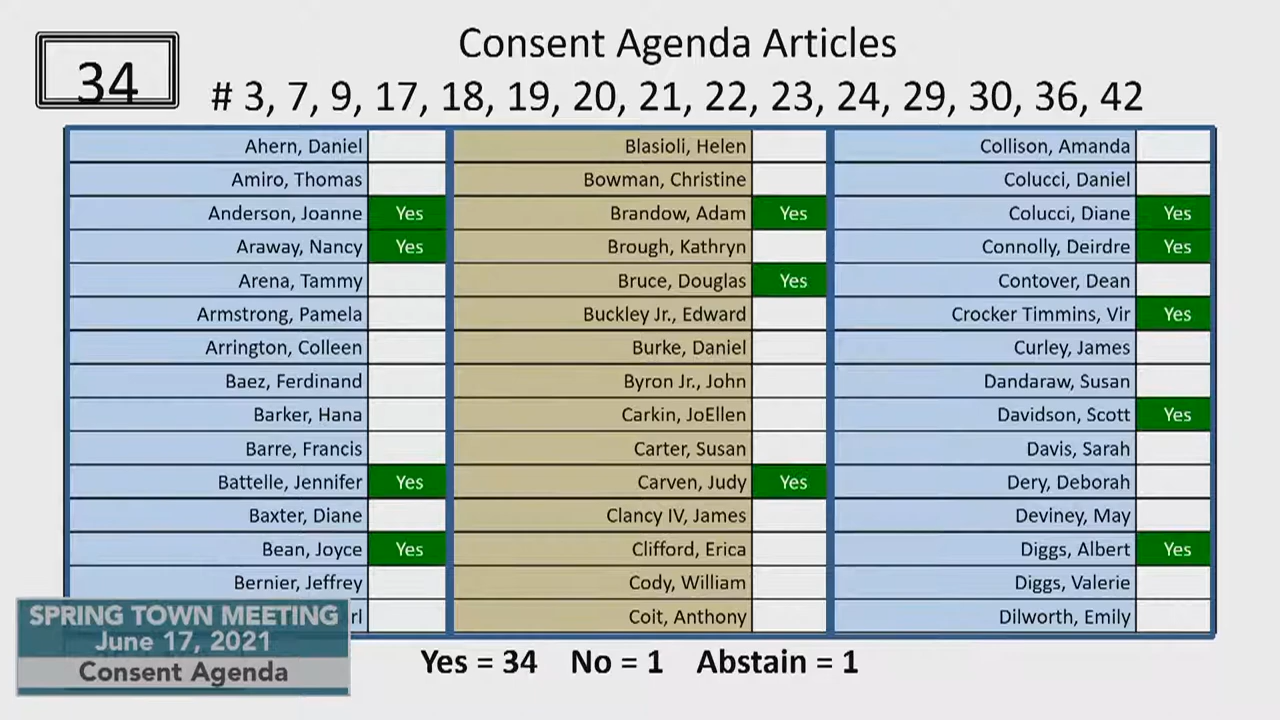 34
Consent Agenda Articles
# 3, 7, 9, 17, 18, 19, 20, 21, 22, 23, 24, 29, 30, 36, 42
Ahern, Daniel
Amiro, Thomas
Anderson, Joanne Yes
Araway, Nancy Yes
Arena, Tammy
Armstrong, Pamela
Arrington, Colleen
Baez, Ferdinand
Barker, Hana
Barre, Francis
Battelle, Jennifer Yes
Baxter, Diane
Bean, Joyce Yes
Bernier, Jeffrey
rl
Blasioli, Helen
Bowman, Christine
Brandow, Adam Yes
Brough, Kathryn
Bruce, Douglas Yes
Buckley Jr., Edward
Burke, Daniel
Byron Jr., John
Carkin, JoEllen
Carter, Susan
Carven, Judy Yes
Clancy IV, James
Clifford, Erica
Cody, William
Coit, Anthony
Collison, Amanda
Colucci, Daniel
Colucci, Diane Yes
Connolly, Deirdre Yes
Contover, Dean
Crocker Timmins, Vir Yes
Curley, James
Dandaraw, Susan
Davidson, Scott Yes
Davis, Sarah
Dery, Deborah
Deviney, May
Diggs, Albert Yes
Diggs, Valerie
Dilworth, Emily
Yes = 34 No = 1 Abstain = 1
SPRING TOWN MEETING
June 17, 2021
Consent Agenda